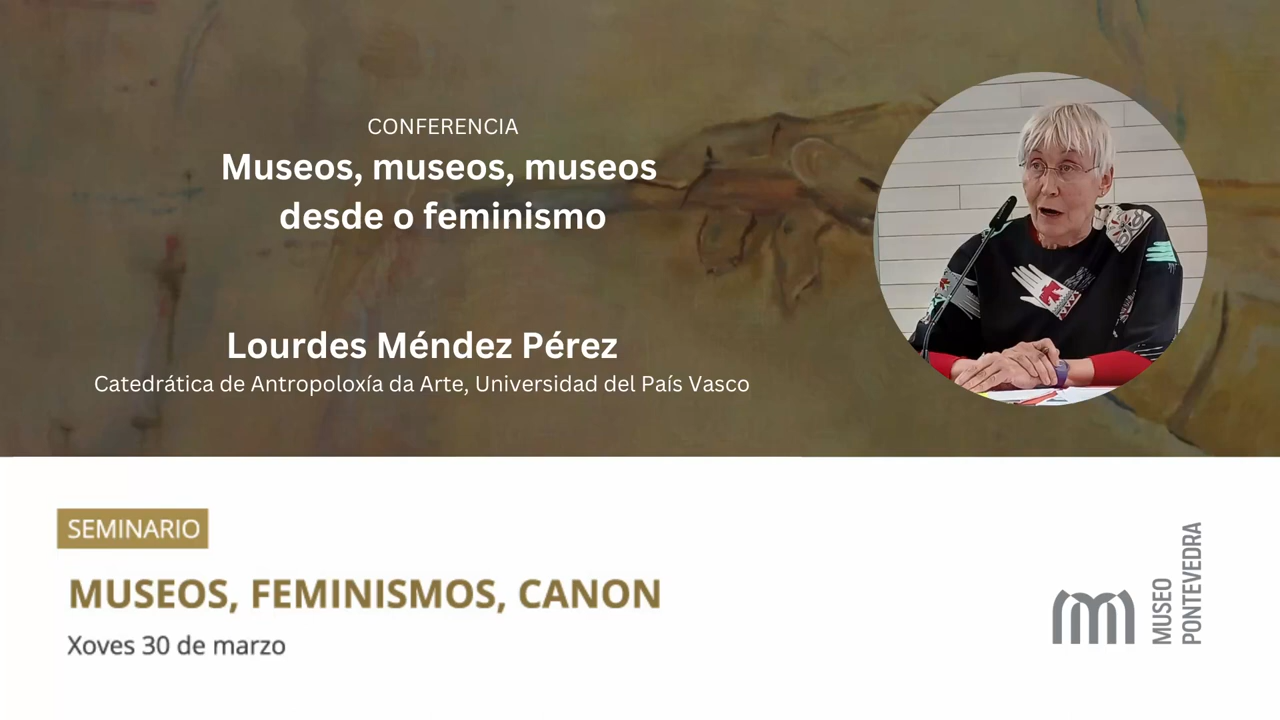 CONFERENCIA
Museos, museos, museos
desde o feminismo
Lourdes Méndez Pérez
Catedrática de Antropoloxía da Arte, Universidad del País Vasco
SEMINARIO
MUSEOS, FEMINISMOS, CANON
Xoves 30 de marzo
MUSEO
PONTEVEDRA